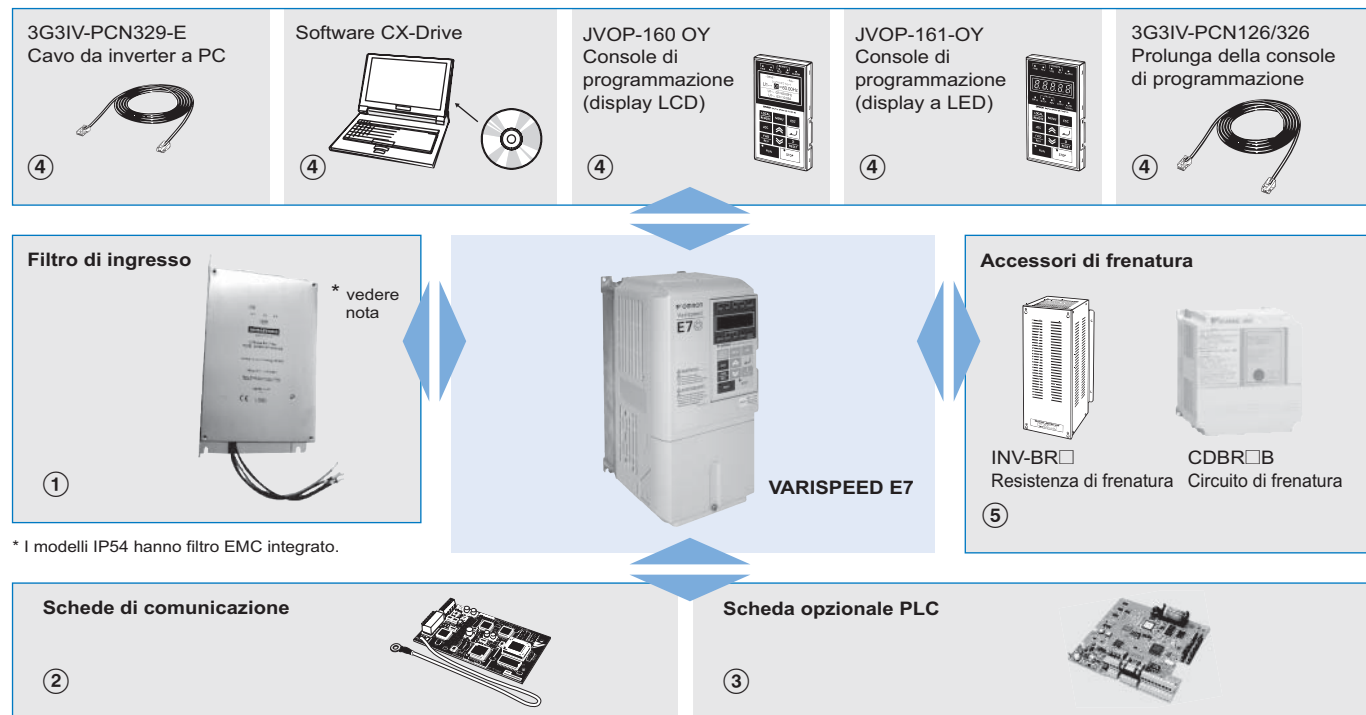 3G3IV-PCN329-E
Cavo da inverter a PC
④
Software CX-Drive
④
JVOP-160 OY
Console di
programmazione
(display LCD)
④
JVOP-161-OY
Console di
programmazione
(display a LED)
④
3G3IV-PCN126/326
Prolunga della console
di programmazione
④
Filtro di ingresso
* vedere
nota
①
* I modelli IP54 hanno filtro EMC integrato.
OMRON
E7
VARISPEED E7
Accessori di frenatura
INV-BR□
Resistenza di frenatura
CDBR□B
Circuito di frenatura
⑤
Schede di comunicazione
②
Scheda opzionale PLC
③